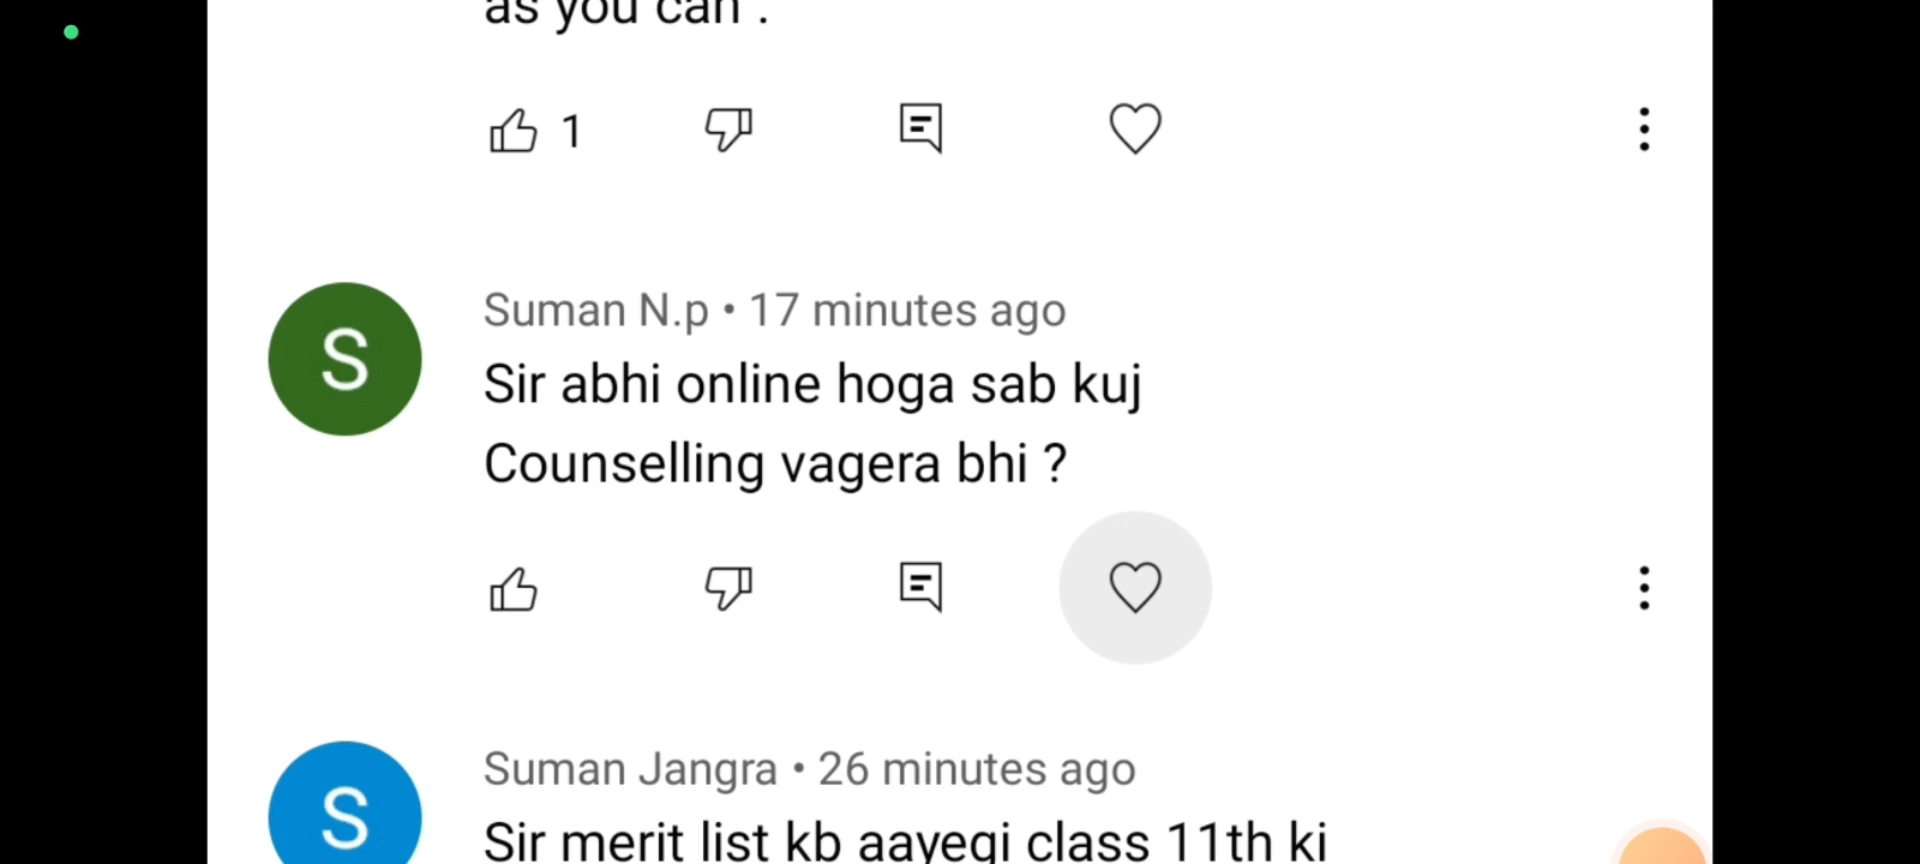 as you can .
1
S
Suman N.p • 17 minutes ago
Sir abhi online hoga sab kuj
Counselling vagera bhi ?
S
Suman Jangra • 26 minutes ago
Sir merit list kb aayegi class 11th ki